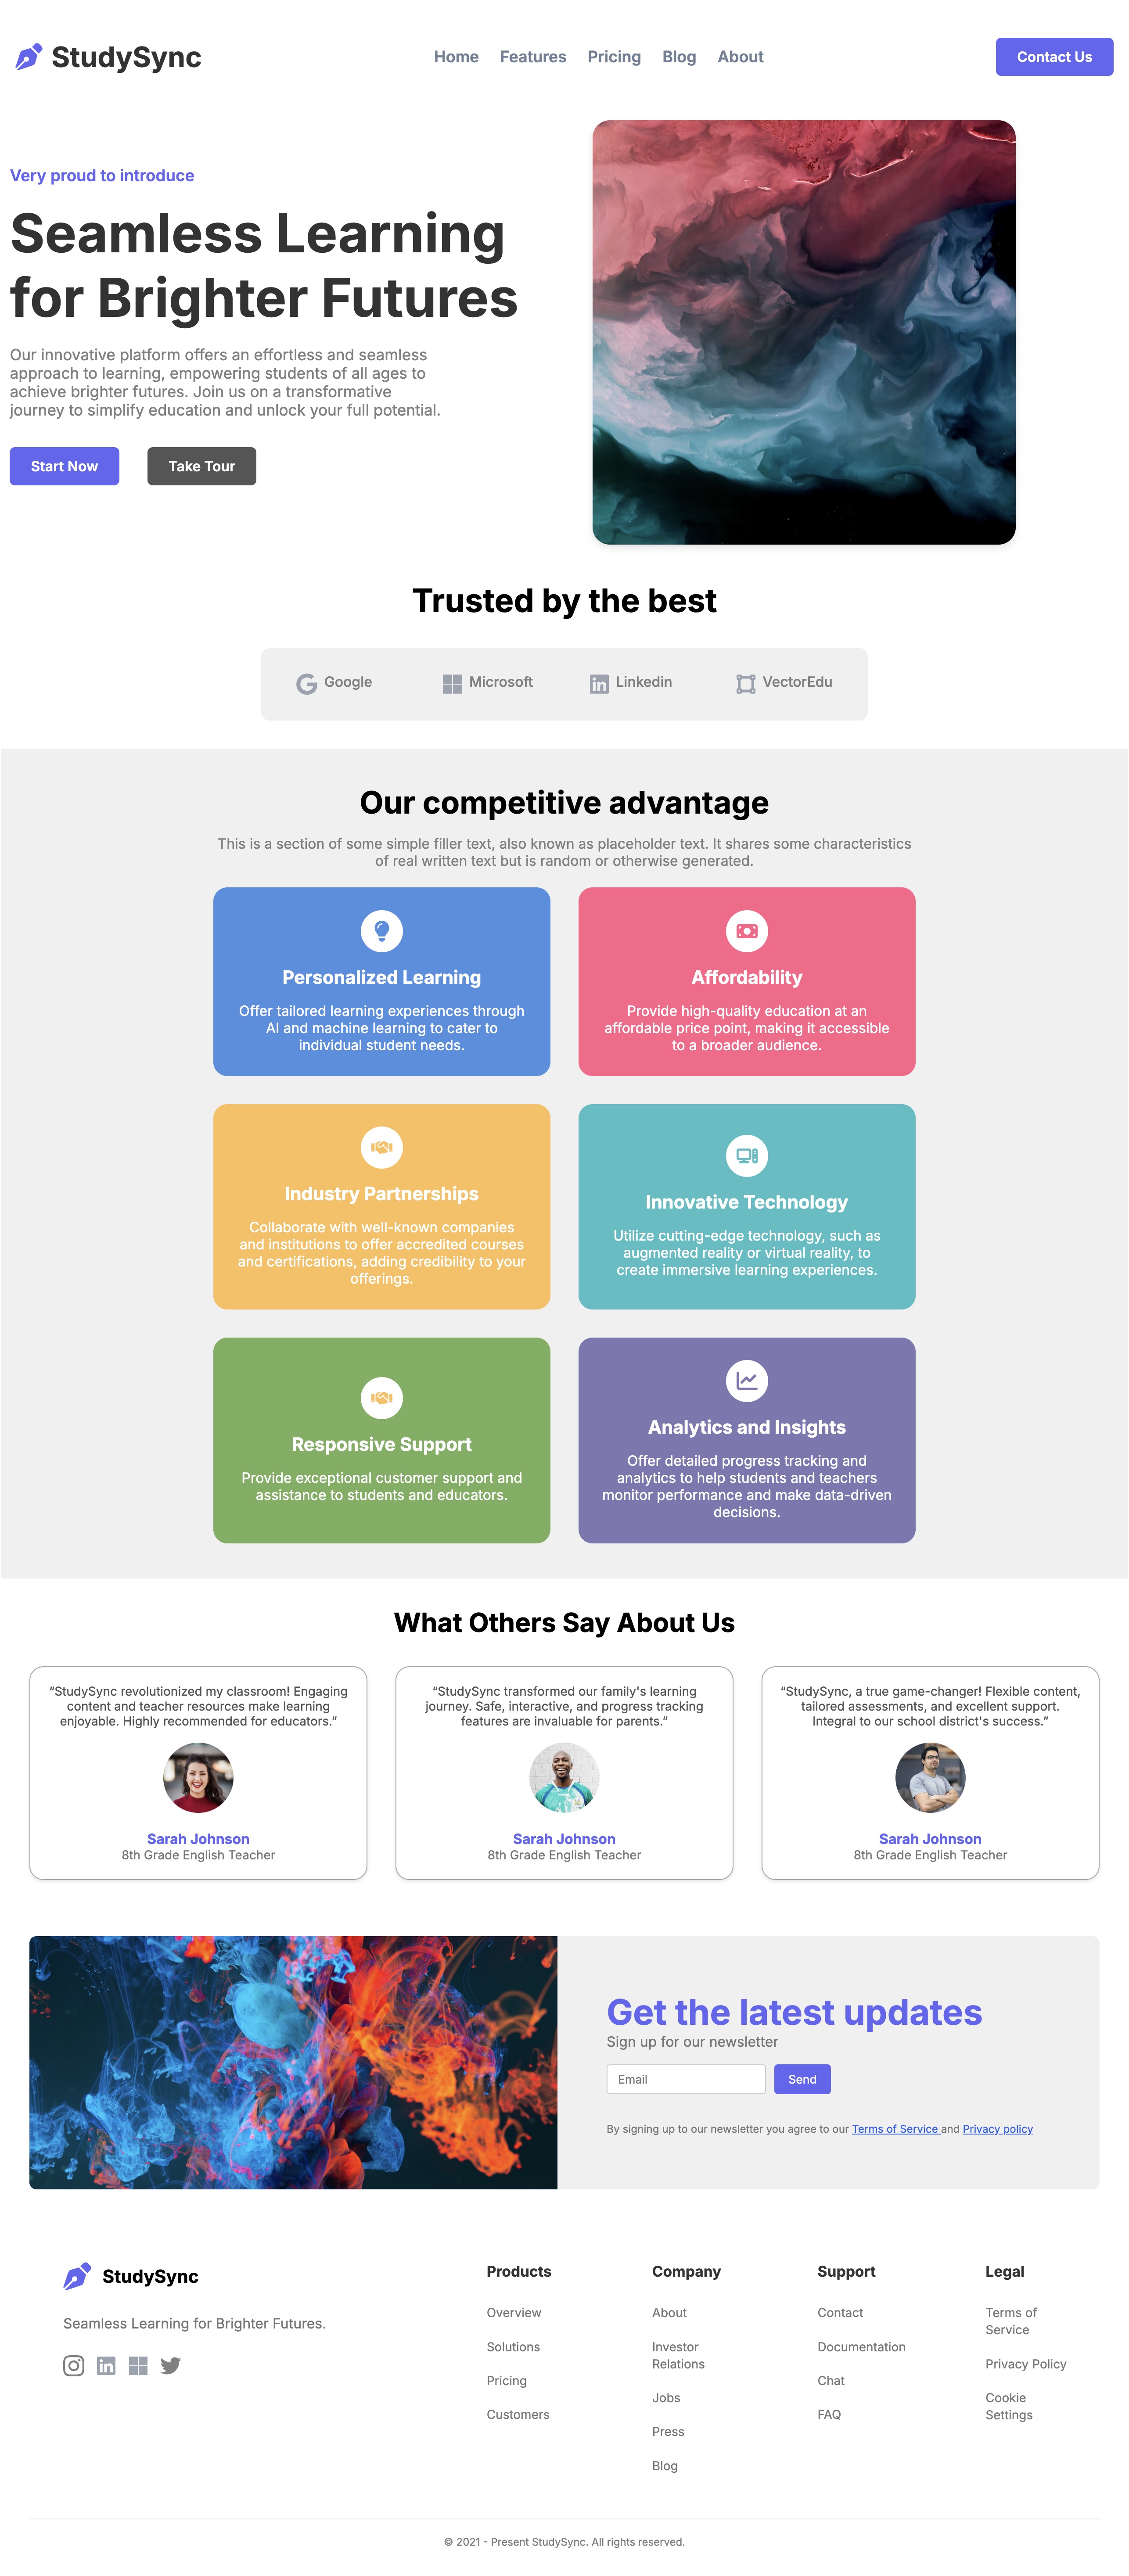 StudySync
Home Features Pricing Blog About
Contact Us
Very proud to introduce
Seamless Learning
for Brighter Futures
Our innovative platform offers an effortless and seamless
approach to learning, empowering students of all ages to
achieve brighter futures. Join us on a transformative
journey to simplify education and unlock your full potential.
Start Now
Take Tour
Trusted by the best
Google
Microsoft
Linkedin
VectorEdu
Our competitive advantage
This is a section of some simple filler text, also known as placeholder text. It shares some characteristics
of real written text but is random or otherwise generated.
Personalized Learning
Offer tailored learning experiences through
AI and machine learning to cater to
individual student needs.
Affordability
Provide high-quality education at an
affordable price point, making it accessible
to a broader audience.
Industry Partnerships
Collaborate with well-known companies
and institutions to offer accredited courses
and certifications, adding credibility to your
offerings.
Innovative Technology
Utilize cutting-edge technology, such as
augmented reality or virtual reality, to
create immersive learning experiences.
Responsive Support
Provide exceptional customer support and
assistance to students and educators.
Analytics and Insights
Offer detailed progress tracking and
analytics to help students and teachers
monitor performance and make data-driven
decisions.
What Others Say About Us
“StudySync revolutionized my classroom! Engaging
content and teacher resources make learning
enjoyable. Highly recommended for educators.”
Sarah Johnson
8th Grade English Teacher
“StudySync transformed our family's learning
journey. Safe, interactive, and progress tracking
features are invaluable for parents.”
Sarah Johnson
8th Grade English Teacher
“StudySync, a true game-changer! Flexible content,
tailored assessments, and excellent support.
Integral to our school district's success.”
Sarah Johnson
8th Grade English Teacher
Get the latest updates
Sign up for our newsletter
Email
Send
By signing up to our newsletter you agree to our Terms of Service and Privacy policy
StudySync
Seamless Learning for Brighter Futures.
Products
Overview
Solutions
Pricing
Customers
Company
About
Investor
Relations
Jobs
Press
Blog
Support
Contact
Documentation
Chat
FAQ
Legal
Terms of
Service
Privacy Policy
Cookie
Settings
© 2021 - Present StudySync. All rights reserved.